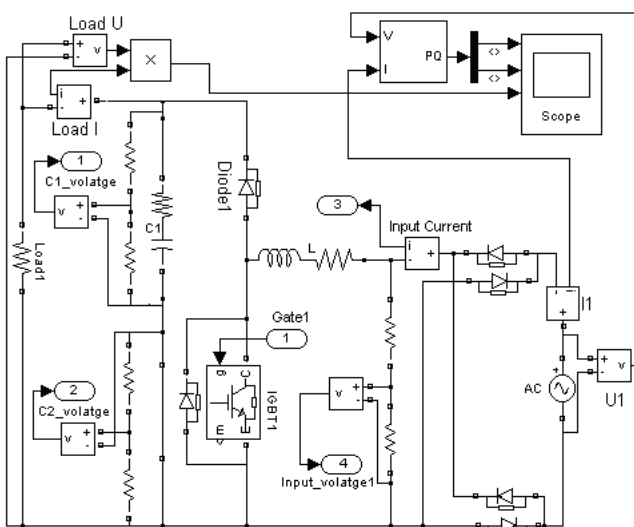 Load U
v
+
-
×
V
I
PQ
<>
<>
Scope
i
+
-
Load I
1
C1_volatge
v
+
-
C1
Load1
Diode1
3
Input Current
i
-
+
L
I1
i
-
+
Gate1
1
g
C
E
m
IGBT1
2
C2_volatge
v
+
-
v
+
-
4
Input_volatge1
AC
+
v
+
-
U1